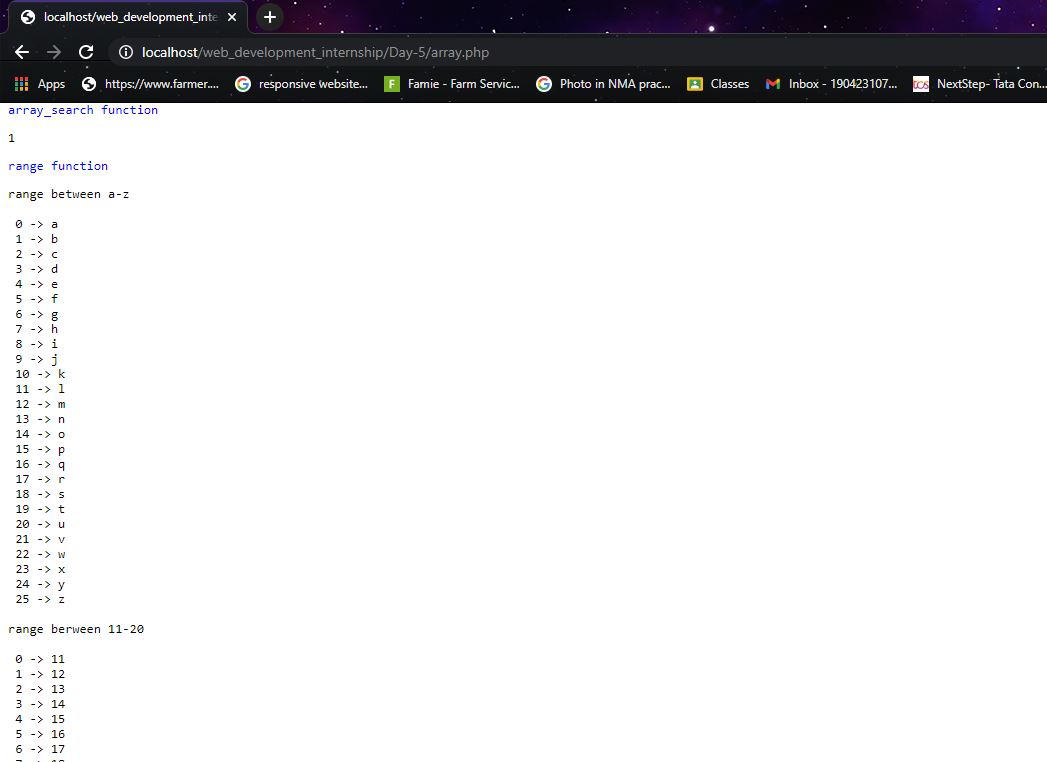 localhost/web_development_inte
localhost/web_development_internship/Day-5/array.php
Apps https://www.farmer.... responsive website... Famie - Farm Servic... Photo in NMA prac... Classes Inbox - 190423107... NextStep- Tata Con...
array_search function
1
range function
range between a-z
0 -> a
1 -> b
2 -> c
3 -> d
4 -> e
5 -> f
6 -> g
7 -> h
8 -> i
9 -> j
10 -> k
11 -> l
12 -> m
13 -> n
14 -> o
15 -> p
16 -> q
17 -> r
18 -> s
19 -> t
20 -> u
21 -> v
22 -> w
23 -> x
24 -> y
25 -> z
range berween 11-20
0 -> 11
1 -> 12
2 -> 13
3 -> 14
4 -> 15
5 -> 16
6 -> 17